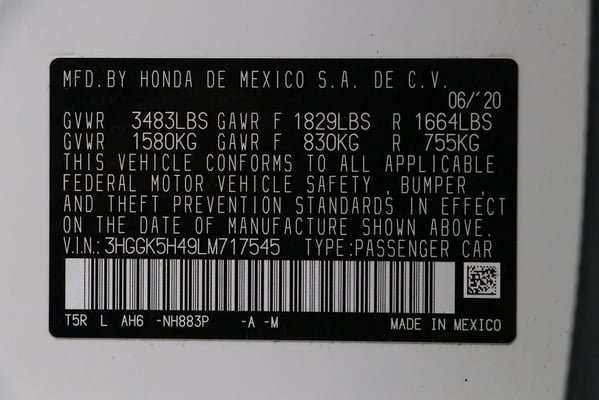 MFD.BY HONDA DE MEXICO S.A. DE C.V.
06/'20
GVWR 3483LBS GAWR F 1829LBS R 1664LBS
GVWR 1580KG GAWR F 830KG R 755KG
THIS VEHICLE CONFORMS TO ALL APPLICABLE
FEDERAL MOTOR VEHICLE SAFETY , BUMPER ,
AND THEFT PREVENTION STANDARDS IN EFFECT
ON THE DATE OF MANUFACTURE SHOWN ABOVE.
V.I.N.: 3HGGK5H49LM717545 TYPE:PASSENGER CAR
T5R L AH6 -NH883P -A -M MADE IN MEXICO